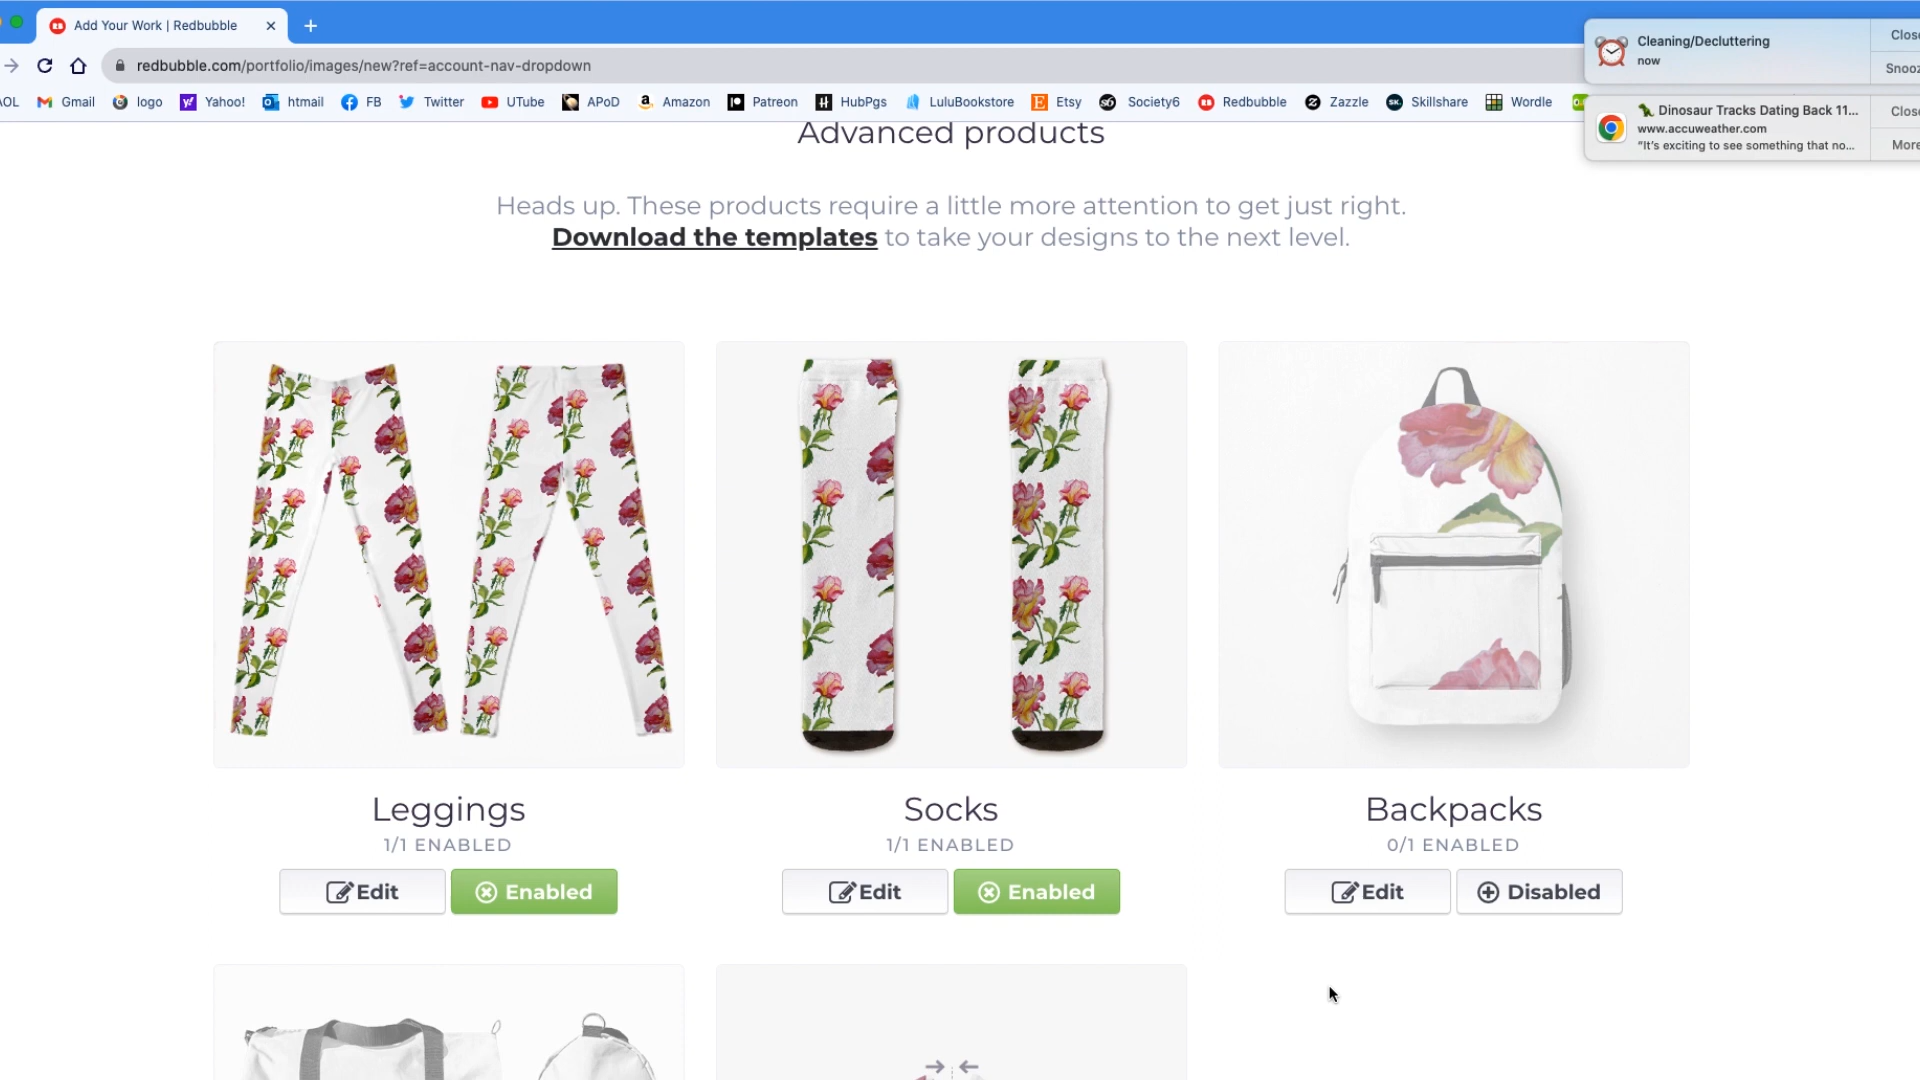 Add Your Work | Redbubble
redbubble.com/portfolio/images/new?ref=account-nav-dropdown
Cleaning/Decluttering
now
Gmail logo Yahoo! htmail FB Twitter UTube APoD Amazon Patreon HubPgs LuluBookstore Etsy Society6 Redbubble Zazzle Skillshare Wordle
Dinosaur Tracks Dating Back 11...
www.accuweather.com
"It's exciting to see something that no...
More
Advanced products
Heads up. These products require a little more attention to get just right.
Download the templates to take your designs to the next level.
Leggings
1/1 ENABLED
Edit Enabled
Socks
1/1 ENABLED
Edit Enabled
Backpacks
0/1 ENABLED
Edit Disabled